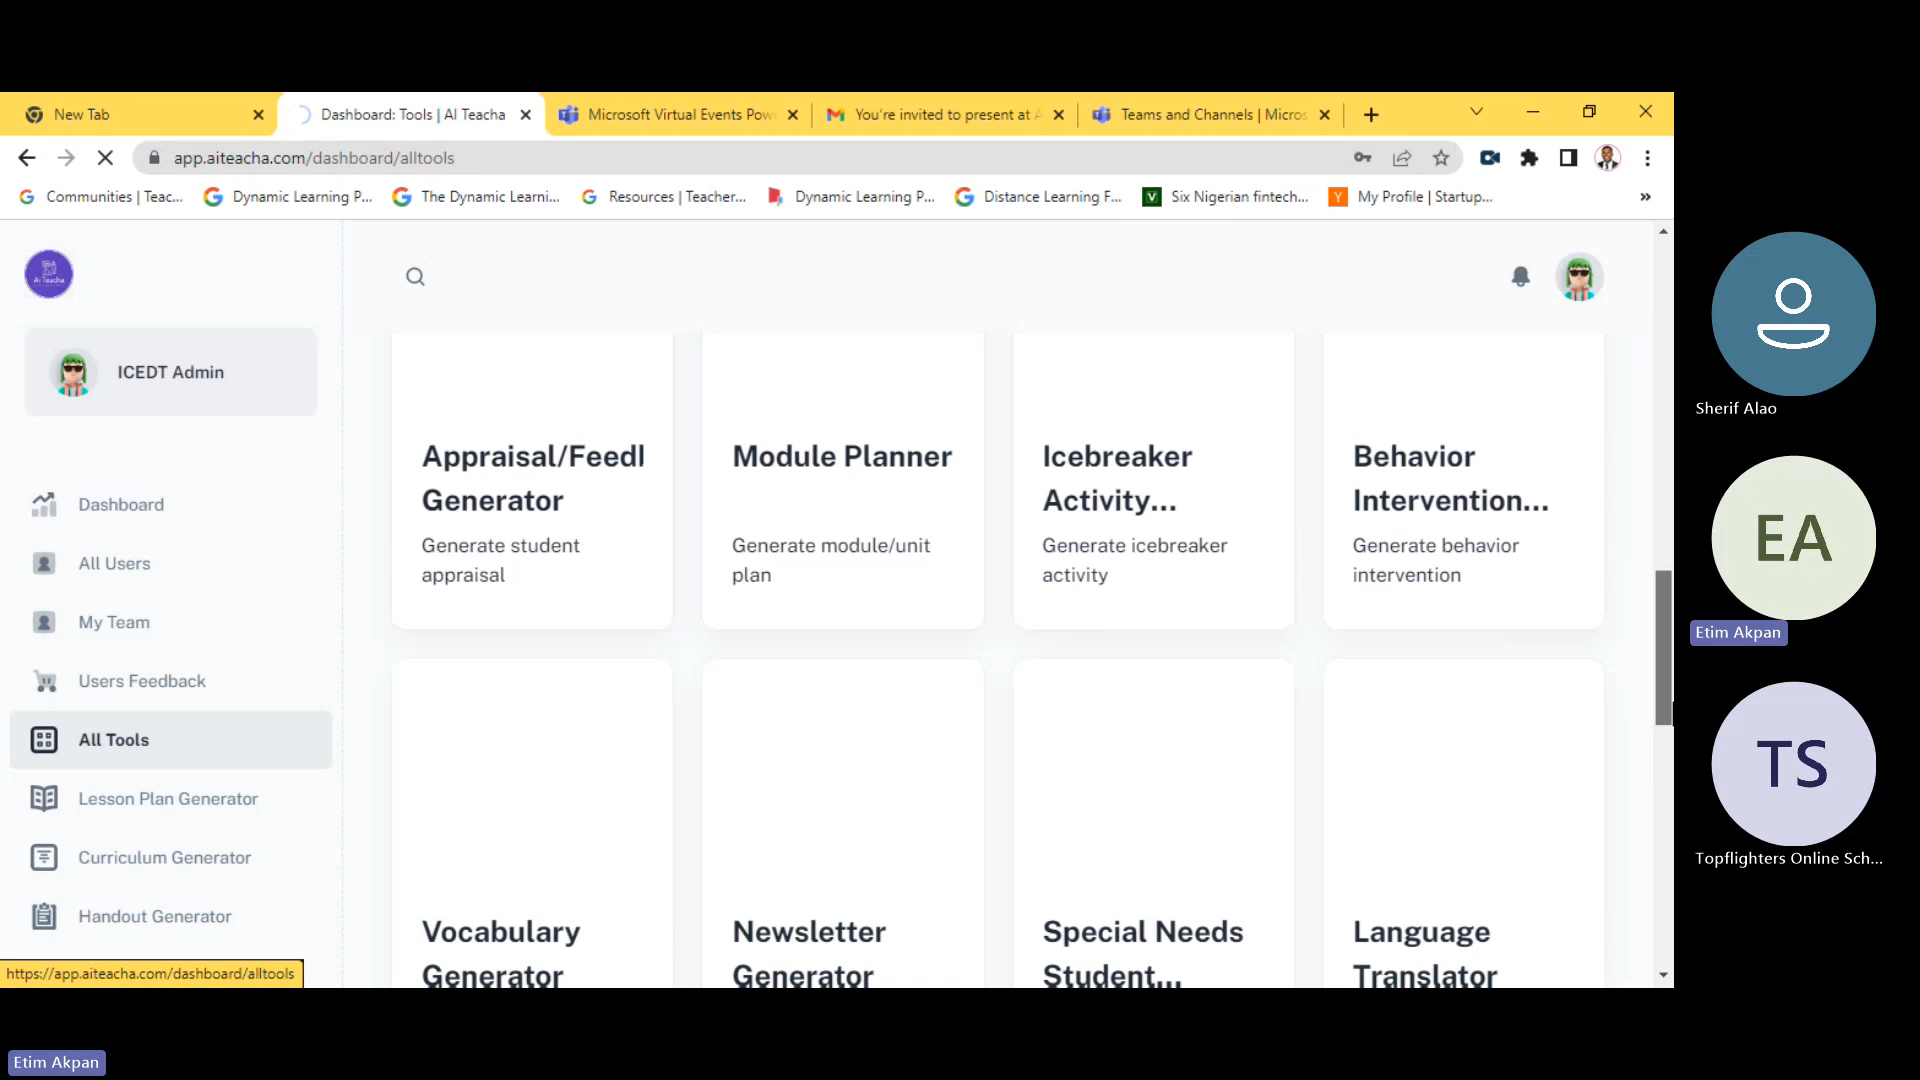 New Tab
Dashboard: Tools | AI Teacha
Microsoft Virtual Events Pow
You're invited to present at A
Teams and Channels | Micros
app.aiteacha.com/dashboard/alltools
Communities | Teac...
Dynamic Learning P...
The Dynamic Learni...
Resources | Teacher...
Dynamic Learning P...
Distance Learning F...
Six Nigerian fintech...
My Profile | Startup...
»
Ai Teacha
ICEDT Admin
Dashboard
All Users
My Team
Users Feedback
All Tools
Lesson Plan Generator
Curriculum Generator
Handout Generator
https://app.aiteacha.com/dashboard/alltools
Appraisal/Feedl
Generator
Generate student
appraisal
Module Planner
Generate module/unit
plan
Icebreaker
Activity...
Generate icebreaker
activity
Behavior
Intervention...
Generate behavior
intervention
Vocabulary
Generator
Newsletter
Generator
Special Needs
Student...
Language
Translator
Sherif Alao
EA
Etim Akpan
TS
Topflighters Online Sch...
Etim Akpan